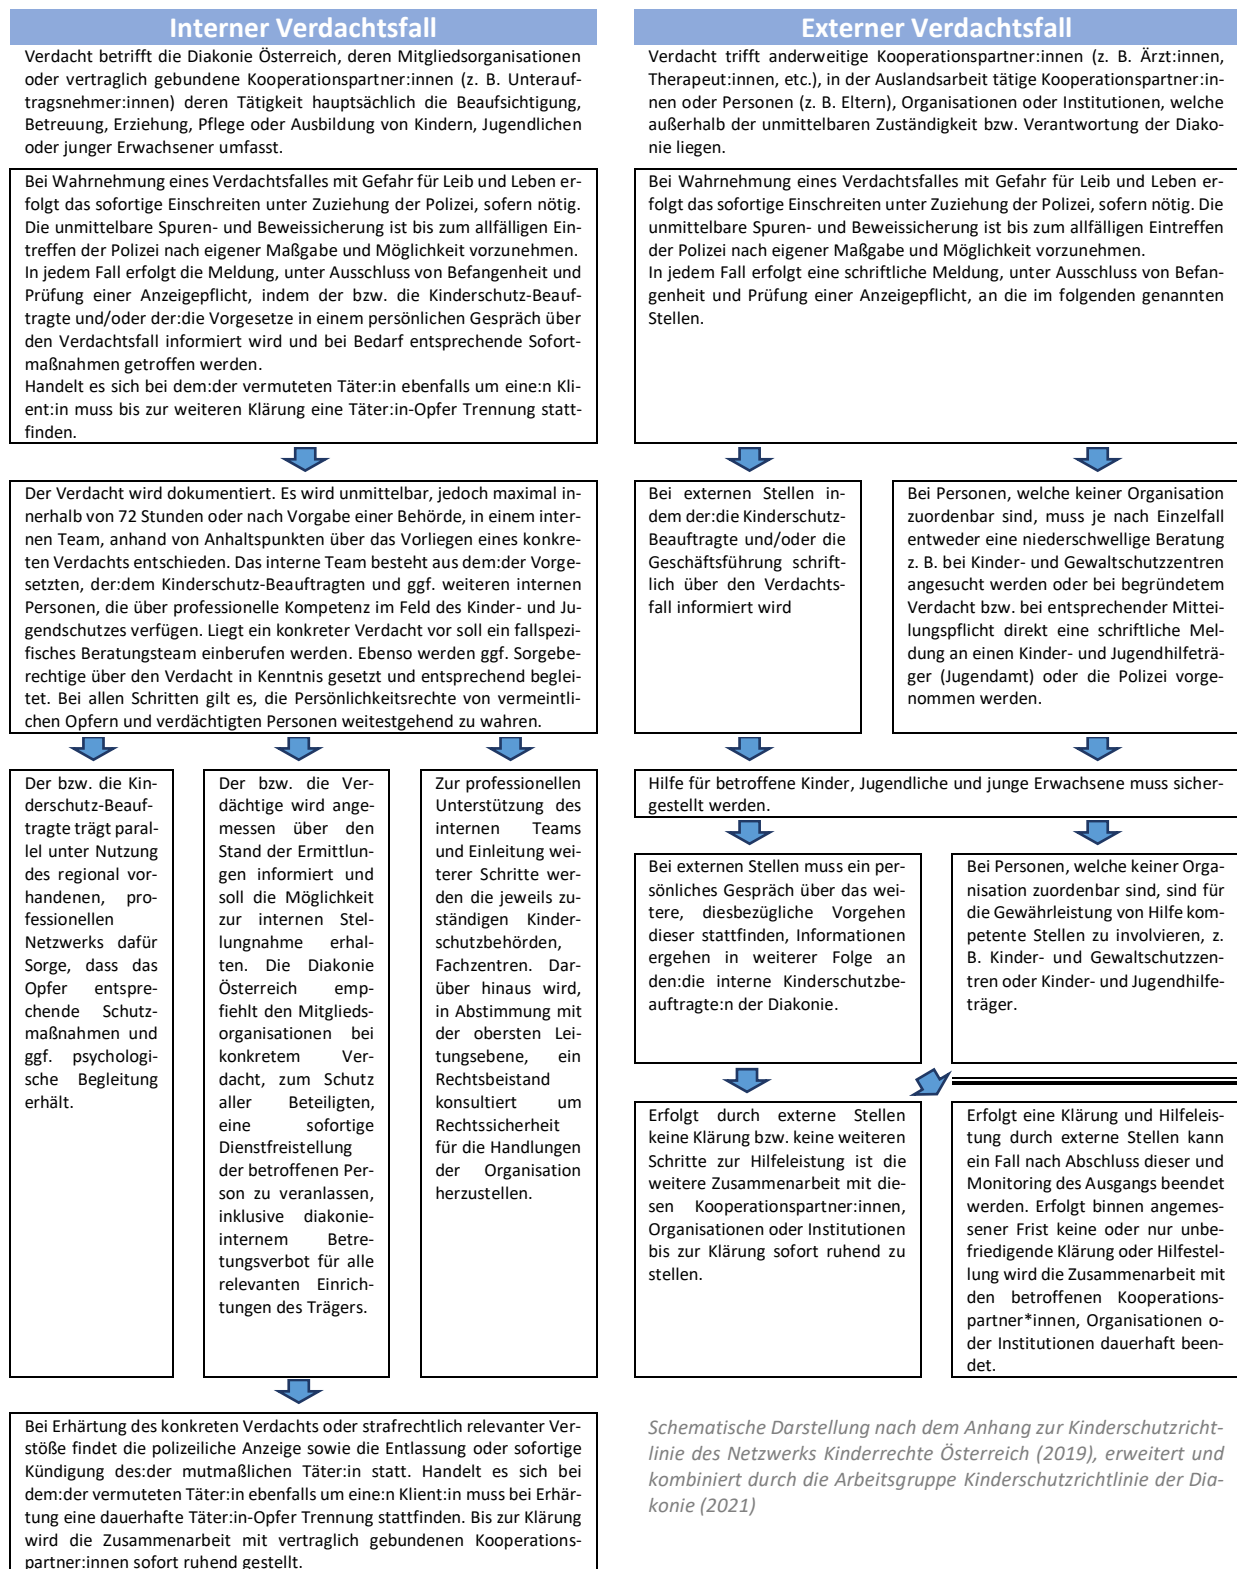 Interner Verdachtsfall
Verdacht betrifft die Diakonie Österreich, deren Mitgliedsorganisationen
oder vertraglich gebundene Kooperationspartner:innen (z. B. Unterauf-
tragsnehmer:innen) deren Tätigkeit hauptsächlich die Beaufsichtigung,
Betreuung, Erziehung, Pflege oder Ausbildung von Kindern, Jugendlichen
oder junger Erwachsener umfasst.
Bei Wahrnehmung eines Verdachtsfalles mit Gefahr für Leib und Leben er-
folgt das sofortige Einschreiten unter Zuziehung der Polizei, sofern nötig.
Die unmittelbare Spuren- und Beweissicherung ist bis zum allfälligen Ein-
treffen der Polizei nach eigener Maßgabe und Möglichkeit vorzunehmen.
In jedem Fall erfolgt die Meldung, unter Ausschluss von Befangenheit und
Prüfung einer Anzeigepflicht, indem der bzw. die Kinderschutz-Beauf-
tragte und/oder der:die Vorgesetze in einem persönlichen Gespräch über
den Verdachtsfall informiert wird und bei Bedarf entsprechende Sofort-
maßnahmen getroffen werden.
Handelt es sich bei dem:der vermuteten Täter:in ebenfalls um eine:n Kli-
ent:in muss bis zur weiteren Klärung eine Täter:in-Opfer Trennung statt-
finden.
Der Verdacht wird dokumentiert. Es wird unmittelbar, jedoch maximal in-
nerhalb von 72 Stunden oder nach Vorgabe einer Behörde, in einem inter-
nen Team, anhand von Anhaltspunkten über das Vorliegen eines konkre-
ten Verdachts entschieden. Das interne Team besteht aus dem:der Vorge-
setzten, der:dem Kinderschutz-Beauftragten und ggf. weiteren internen
Personen, die über professionelle Kompetenz im Feld des Kinder- und Ju-
gendschutzes verfügen. Liegt ein konkreter Verdacht vor soll ein fallspezi-
fisches Beratungsteam einberufen werden. Ebenso werden ggf. Sorgebe-
rechtige über den Verdacht in Kenntnis gesetzt und entsprechend beglei-
tet. Bei allen Schritten gilt es, die Persönlichkeitsrechte von vermeintli-
chen Opfern und verdächtigten Personen weitestgehend zu wahren.
Der bzw. die Kin-
derschutz-Beauf-
tragte trägt paral-
lel unter Nutzung
des regional vor-
handenen, pro-
fessionellen
Netzwerks dafür
Sorge, dass das
Opfer entspre-
chende Schutz-
maßnahmen und
ggf. psychologi-
sche Begleitung
erhält.
Der bzw. die Ver-
dächtige wird ange-
messen über den
Stand der Ermittlun-
gen informiert und
soll die Möglichkeit
zur internen Stel-
lungnahme erhal-
ten. Die Diakonie
Österreich emp-
fiehlt den Mitglieds-
organisationen bei
konkretem Ver-
dacht, zum Schutz
aller Beteiligten,
eine sofortige
Dienstfreistellung
der betroffenen Per-
son zu veranlassen,
inklusive diakonie-
internem Betre-
tungsverbot für alle
relevanten Einrich-
tungen des Trägers.
Zur professionellen
Unterstützung des
internen Teams
und Einleitung wei-
terer Schritte wer-
den die jeweils zu-
ständigen Kinder-
schutzbehörden,
Fachzentren. Dar-
über hinaus wird,
in Abstimmung mit
der obersten Lei-
tungsebene, ein
Rechtsbeistand
konsultiert um
Rechtssicherheit
für die Handlungen
der Organisation
herzustellen.
Bei Erhärtung des konkreten Verdachts oder strafrechtlich relevanter Ver-
stöße findet die polizeiliche Anzeige sowie die Entlassung oder sofortige
Kündigung des:der mutmaßlichen Täter:in statt. Handelt es sich bei
dem:der vermuteten Täter:in ebenfalls um eine:n Klient:in muss bei Erhär-
tung eine dauerhafte Täter:in-Opfer Trennung stattfinden. Bis zur Klärung
wird die Zusammenarbeit mit vertraglich gebundenen Kooperations-
partner:innen sofort ruhend gestellt.
Externer Verdachtsfall
Verdacht trifft anderweitige Kooperationspartner:innen (z. B. Ärzt:innen,
Therapeut:innen, etc.), in der Auslandsarbeit tätige Kooperationspartner:in-
nen oder Personen (z. B. Eltern), Organisationen oder Institutionen, welche
außerhalb der unmittelbaren Zuständigkeit bzw. Verantwortung der Diako-
nie liegen.
Bei Wahrnehmung eines Verdachtsfalles mit Gefahr für Leib und Leben er-
folgt das sofortige Einschreiten unter Zuziehung der Polizei, sofern nötig. Die
unmittelbare Spuren- und Beweissicherung ist bis zum allfälligen Eintreffen
der Polizei nach eigener Maßgabe und Möglichkeit vorzunehmen.
In jedem Fall erfolgt eine schriftliche Meldung, unter Ausschluss von Befan-
genheit und Prüfung einer Anzeigepflicht, an die im folgenden genannten
Stellen.
Bei externen Stellen in-
dem der:die Kinderschutz-
Beauftragte und/oder die
Geschäftsführung schrift-
lich über den Verdachts-
fall informiert wird
Bei Personen, welche keiner Organisation
zuordenbar sind, muss je nach Einzelfall
entweder eine niederschwellige Beratung
z. B. bei Kinder- und Gewaltschutzzentren
angesucht werden oder bei begründetem
Verdacht bzw. bei entsprechender Mittei-
lungspflicht direkt eine schriftliche Mel-
dung an einen Kinder- und Jugendhilfeträ-
ger (Jugendamt) oder die Polizei vorge-
nommen werden.
Hilfe für betroffene Kinder, Jugendliche und junge Erwachsene muss sicher-
gestellt werden.
Bei externen Stellen muss ein per-
sönliches Gespräch über das wei-
tere, diesbezügliche Vorgehen
dieser stattfinden, Informationen
ergehen in weiterer Folge an
den:die interne Kinderschutzbe-
auftragte:n der Diakonie.
Bei Personen, welche keiner Orga-
nisation zuordenbar sind, sind für
die Gewährleistung von Hilfe kom-
petente Stellen zu involvieren, z.
B. Kinder- und Gewaltschutzzen-
tren oder Kinder- und Jugendhilfe-
träger.
Erfolgt durch externe Stellen
keine Klärung bzw. keine weiteren
Schritte zur Hilfeleistung ist die
weitere Zusammenarbeit mit die-
sen Kooperationspartner:innen,
Organisationen oder Institutionen
bis zur Klärung sofort ruhend zu
stellen.
Erfolgt eine Klärung und Hilfeleis-
tung durch externe Stellen kann
ein Fall nach Abschluss dieser und
Monitoring des Ausgangs beendet
werden. Erfolgt binnen angemes-
sener Frist keine oder nur unbe-
friedigende Klärung oder Hilfestel-
lung wird die Zusammenarbeit mit
den betroffenen Kooperations-
partner*innen, Organisationen o-
der Institutionen dauerhaft been-
det.
Schematische Darstellung nach dem Anhang zur Kinderschutzricht-
linie des Netzwerks Kinderrechte Österreich (2019), erweitert und
kombiniert durch die Arbeitsgruppe Kinderschutzrichtlinie der Dia-
konie (2021)